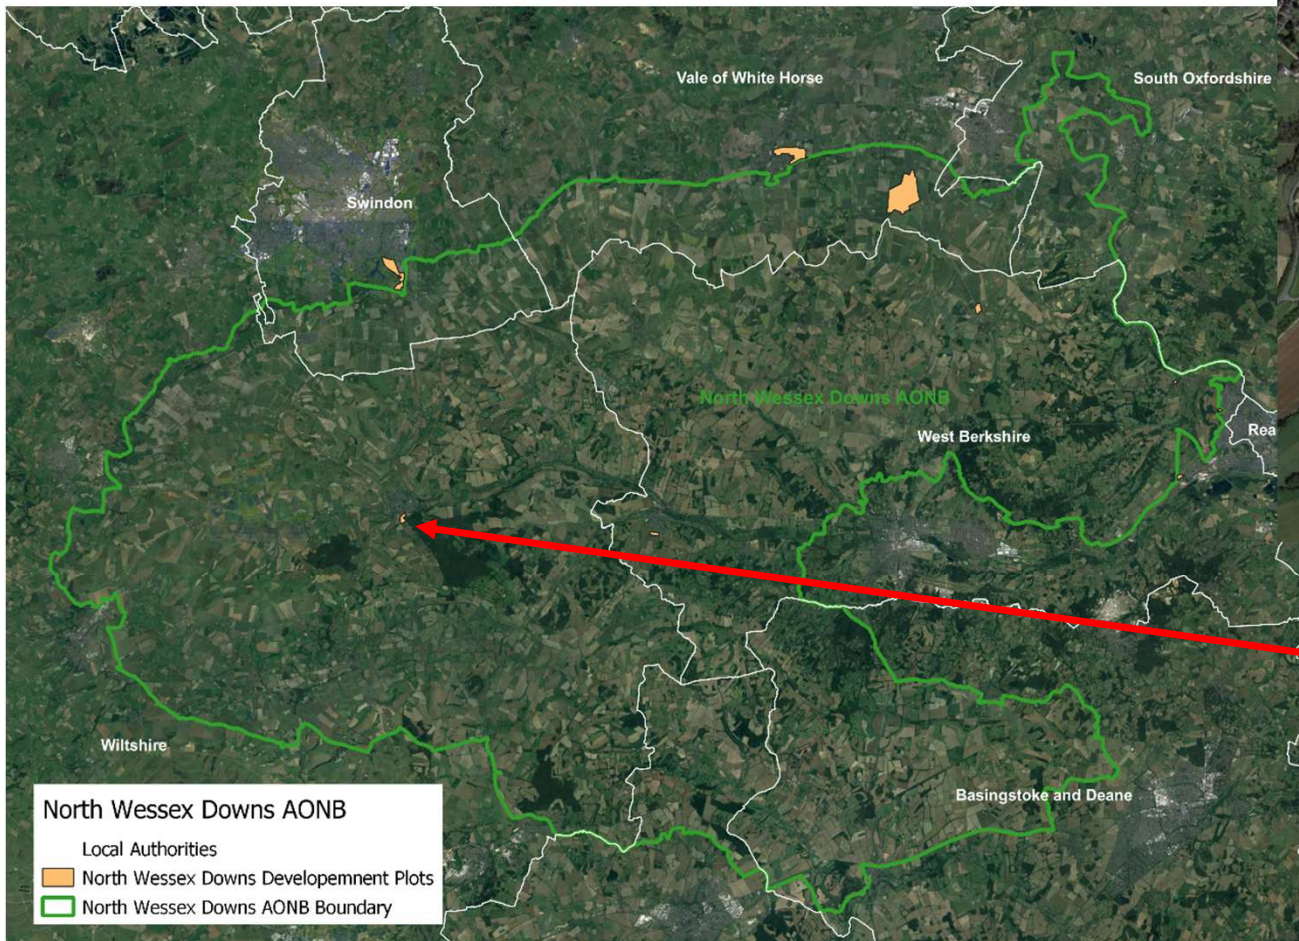 Vale of White Horse
South Oxfordshire
Swindon
North Wessex Downs AONB
West Berkshire
Rea
Wiltshire
Basingstoke and Deane
North Wessex Downs AONB
Local Authorities
North Wessex Downs Developemnent Plots
North Wessex Downs AONB Boundary